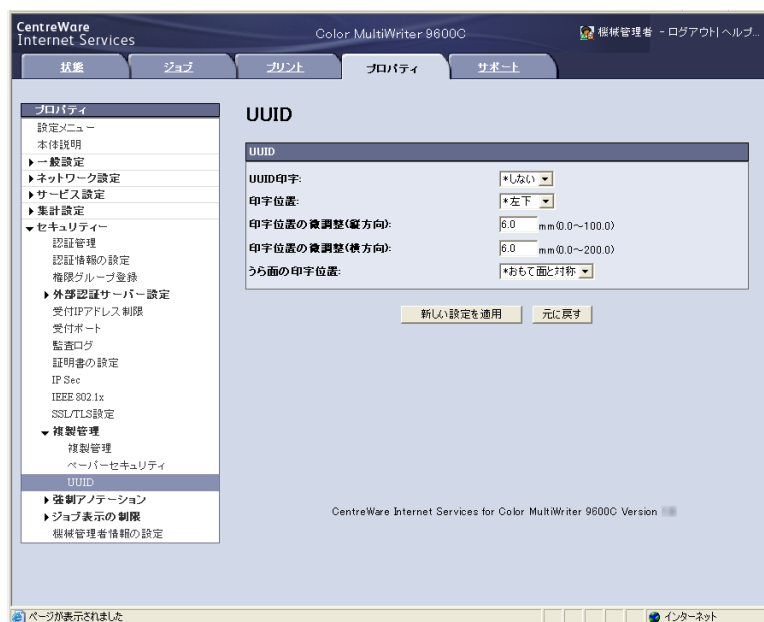 CentreWare
Internet Services
Color MultiWriter 9600C
機械管理者 - ログアウト| ヘルプ...
状態
ジョブ
プリント
プロパティ
サポート
プロパティ
設定メニュー
本体説明
一般設定
ネットワーク設定
サービス設定
集計設定
セキュリティー
認証管理
認証情報の設定
権限グループ登録
外部認証サーバー設定
受付IPアドレス制限
受付ポート
監査ログ
証明書の設定
IP Sec
IEEE 802.1x
SSL/TLS設定
複製管理
複製管理
ペーパーセキュリティ
UUID
強制アノテーション
ジョブ表示の制限
機械管理者情報の設定
UUID
UUID
UUID印字: *しない
印字位置: *左下
印字位置の微調整(縦方向): 6.0 mm(0.0~100.0)
印字位置の微調整(横方向): 6.0 mm(0.0~200.0)
うら面の印字位置: *おもて面と対称
新しい設定を適用 元に戻す
CentreWare Internet Services for Color MultiWriter 9600C Version
ページが表示されました
インターネット